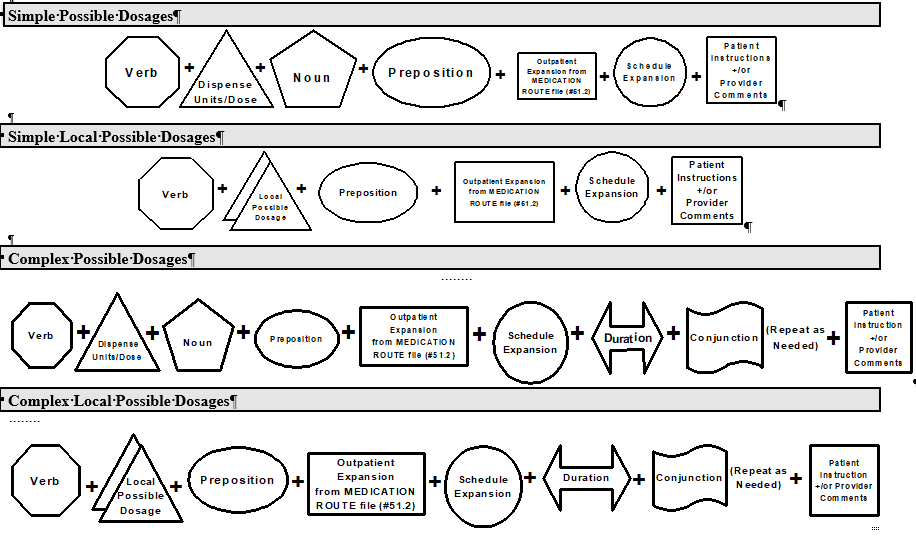 Simple·Possible·Dosages¶
Verb
+
Dispense
Units/Dose
+
Noun
+
Preposition
+
Outpatient
Expansion from
MEDICATION
ROUTE file (#51.2)
+
Schedule
Expansion
+
Patient
Instructions
+/or
Provider
Comments
¶
¶
Simple·Local·Possible·Dosages¶
Verb
+
Local
Possible
Dosage
+
Preposition
+
Outpatient Expansion
from MEDICATION
ROUTE file (#51.2)
+
Schedule
Expansion
+
Patient
Instructions
+/or
Provider
Comments
¶
¶
Complex·Possible·Dosages¶
Verb
+
Dispense
Units/Dose
+
Noun
+
Preposition
+
Outpatient
Expansion
from MEDICATION
ROUTE file (#51.2)
+
Schedule
Expansion
+
Duration
+
Conjunction
(Repeat as
Needed)
+
Patient
Instruction
+/or
Provider
Comments
Complex·Local·Possible·Dosages¶
Verb
+
Local
Possible
Dosage
+
Preposition
+
Outpatient
Expansion
from MEDICATION
ROUTE file (#51.2)
+
Schedule
Expansion
+
Duration
+
Conjunction
(Repeat as
Needed)
+
Patient
Instruction
+/or Provider
Comments